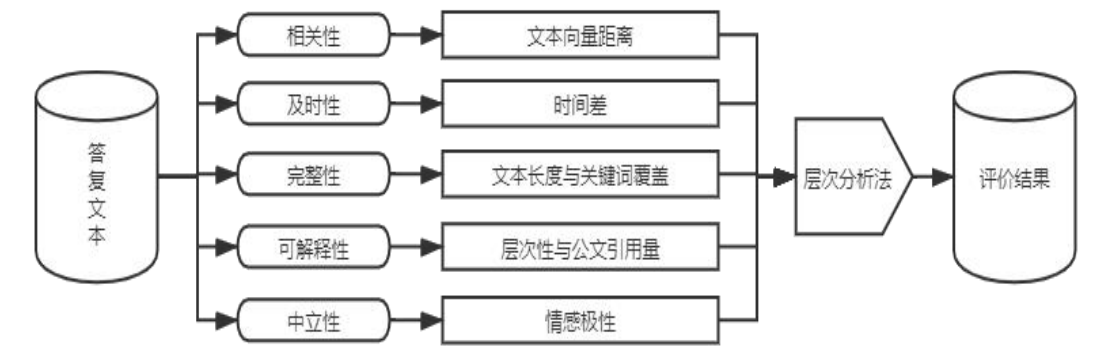 答复文本
相关性
文本向量距离
及时性
时间差
完整性
文本长度与关键词覆盖
可解释性
层次性与公文引用量
中立性
情感极性
层次分析法
评价结果